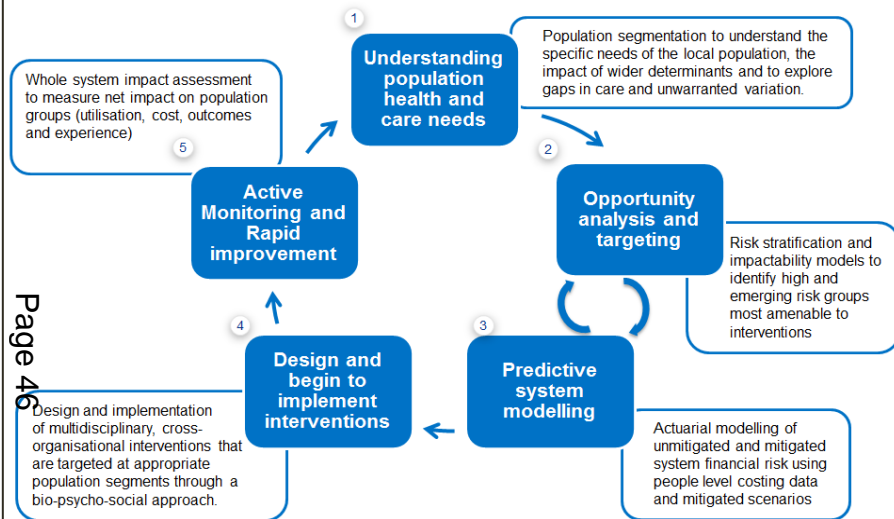 1
Understanding
population
health and
care needs
Population segmentation to understand the
specific needs of the local population, the
impact of wider determinants and to explore
gaps in care and unwarranted variation.
2
Opportunity
analysis and
targeting
Risk stratification and
impactability models to
identify high and
emerging risk groups
most amenable to
interventions
3
Predictive
system
modelling
Actuarial modelling of
unmitigated and mitigated
system financial risk using
people level costing data
and mitigated scenarios
4
Design and
begin to
implement
interventions
Design and implementation
of multidisciplinary, cross-
organisational interventions that
are targeted at appropriate
population segments through a
bio-psycho-social approach.
5
Active
Monitoring and
Rapid
improvement
Whole system impact assessment
to measure net impact on population
groups (utilisation, cost, outcomes
and experience)
Page 46